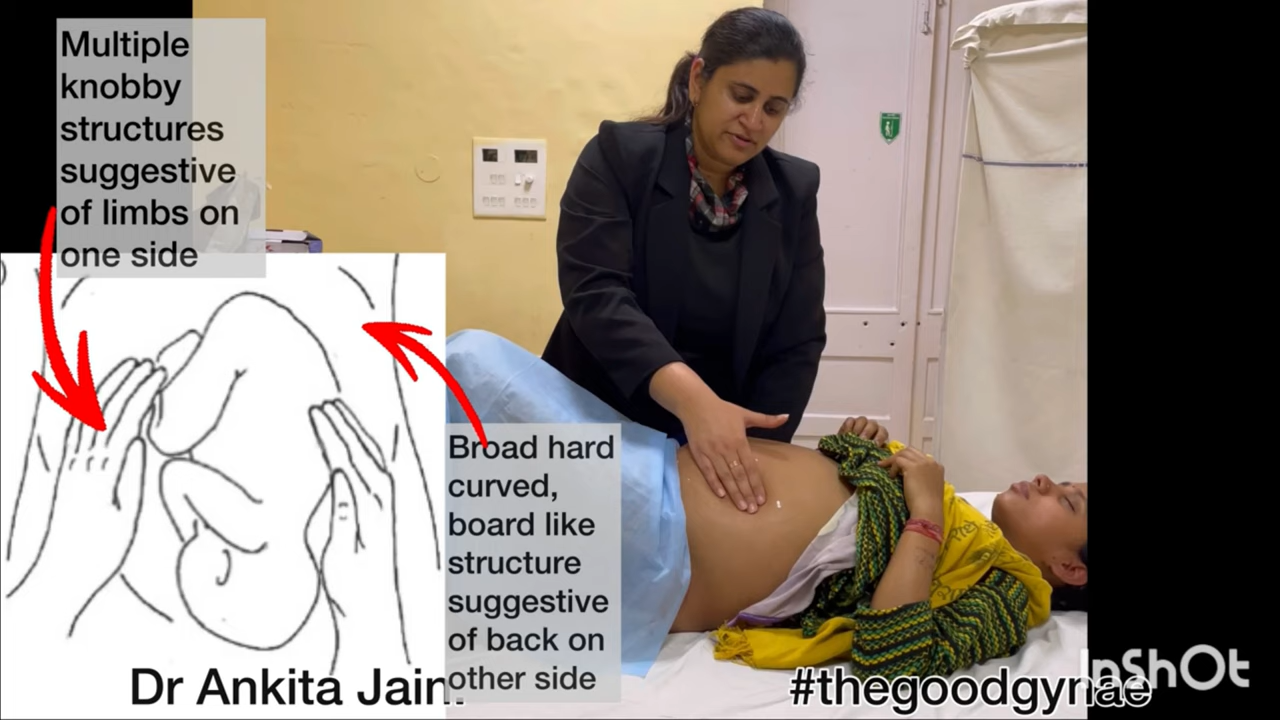 Multiple
knobby
structures
suggestive
of limbs on
one side
Broad hard
curved,
board like
structure
suggestive
of back on
other side
Dr Ankita Jain.
#thegoodgynae
InShOt